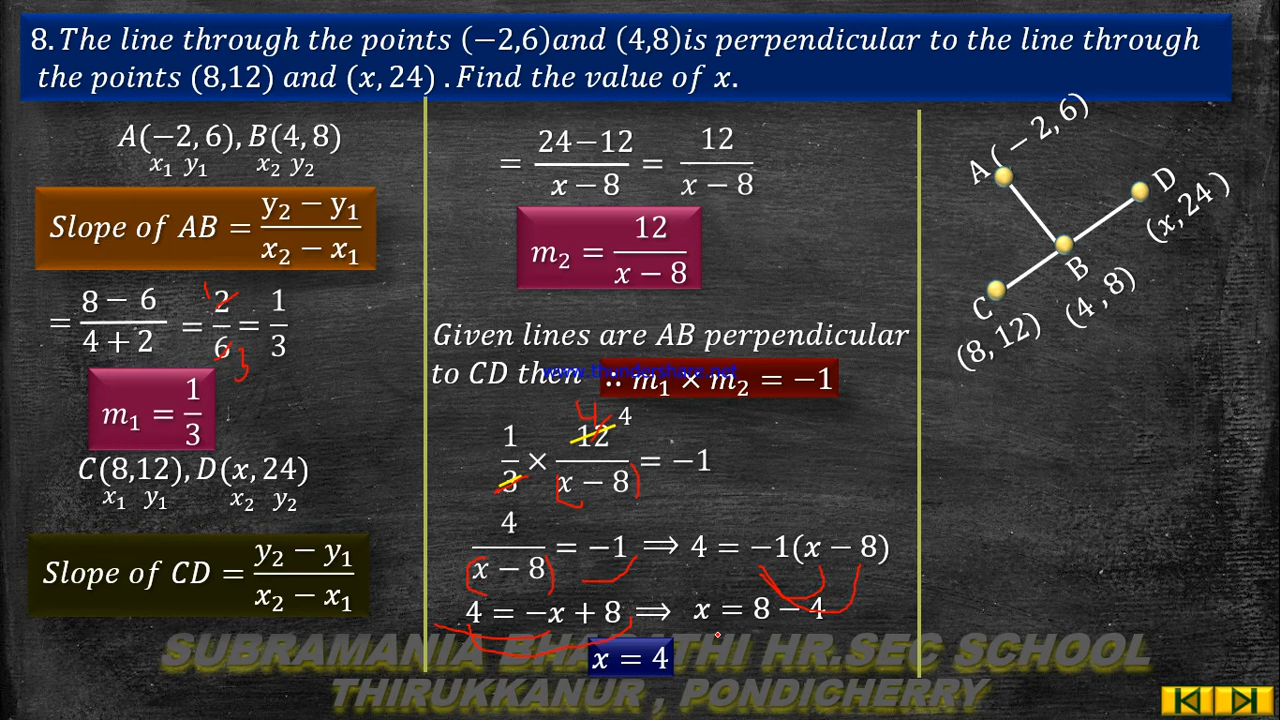 8. The line through the points (−2,6) and (4,8) is perpendicular to the line through
the points (8,12) and (x, 24) . Find the value of x.
A(−2, 6), B(4, 8)
x₁ y₁ x₂ y₂
Slope of AB = (y₂ − y₁)/(x₂ − x₁)
= (8 − 6)/(4 + 2) = 2/6 = 1/3
1
3
m₁ = 1/3
C(8,12), D(x, 24)
x₁ y₁ x₂ y₂
Slope of CD = (y₂ − y₁)/(x₂ − x₁)
= (24−12)/(x − 8) = 12/(x − 8)
m₂ = 12/(x − 8)
Given lines are AB perpendicular
to CD then ∴ m₁ × m₂ = −1
www.thundershare.net
4 4
1/3 × 12/(x − 8) = −1
4/(x − 8) = −1 ⟹ 4 = −1(x − 8)
4 = −x + 8 ⟹ x = 8 − 4
x = 4
A (− 2, 6)
D
(x, 24 )
B
(4 , 8)
C
(8, 12)
SUBRAMANIA BHARATHI HR.SEC SCHOOL
THIRUKKANUR , PONDICHERRY